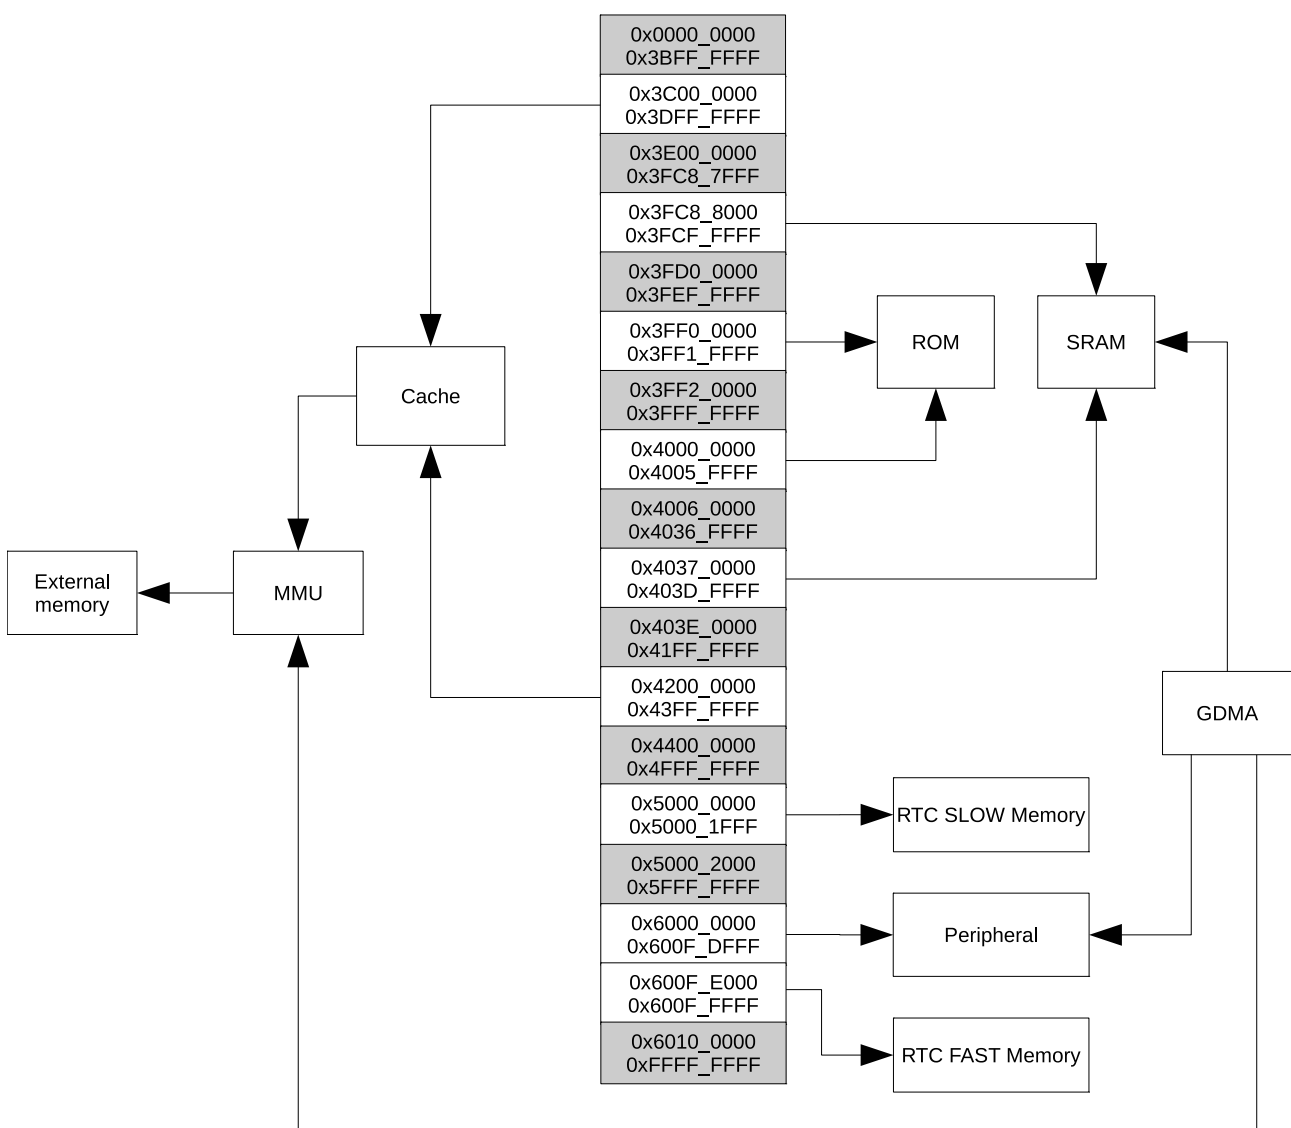 0x0000_0000
0x3BFF_FFFF
0x3C00_0000
0x3DFF_FFFF
0x3E00_0000
0x3FC8_7FFF
0x3FC8_8000
0x3FCF_FFFF
0x3FD0_0000
0x3FEF_FFFF
0x3FF0_0000
0x3FF1_FFFF
0x3FF2_0000
0x3FFF_FFFF
0x4000_0000
0x4005_FFFF
0x4006_0000
0x4036_FFFF
0x4037_0000
0x403D_FFFF
0x403E_0000
0x41FF_FFFF
0x4200_0000
0x43FF_FFFF
0x4400_0000
0x4FFF_FFFF
0x5000_0000
0x5000_1FFF
0x5000_2000
0x5FFF_FFFF
0x6000_0000
0x600F_DFFF
0x600F_E000
0x600F_FFFF
0x6010_0000
0xFFFF_FFFF
Cache
MMU
External
memory
ROM
SRAM
GDMA
RTC SLOW Memory
Peripheral
RTC FAST Memory